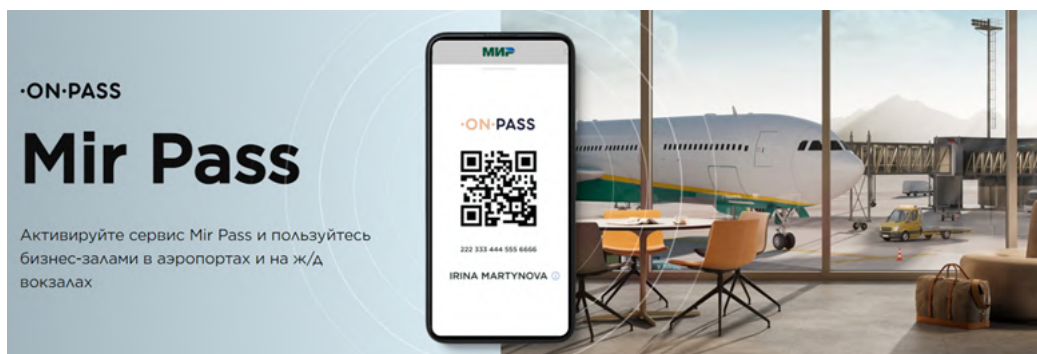 ·ON·PASS
Mir Pass
Активируйте сервис Mir Pass и пользуйтесь
бизнес-залами в аэропортах и на ж/д
вокзалах
МИР
·ON·PASS
222 333 444 555 6666
IRINA MARTYNOVA